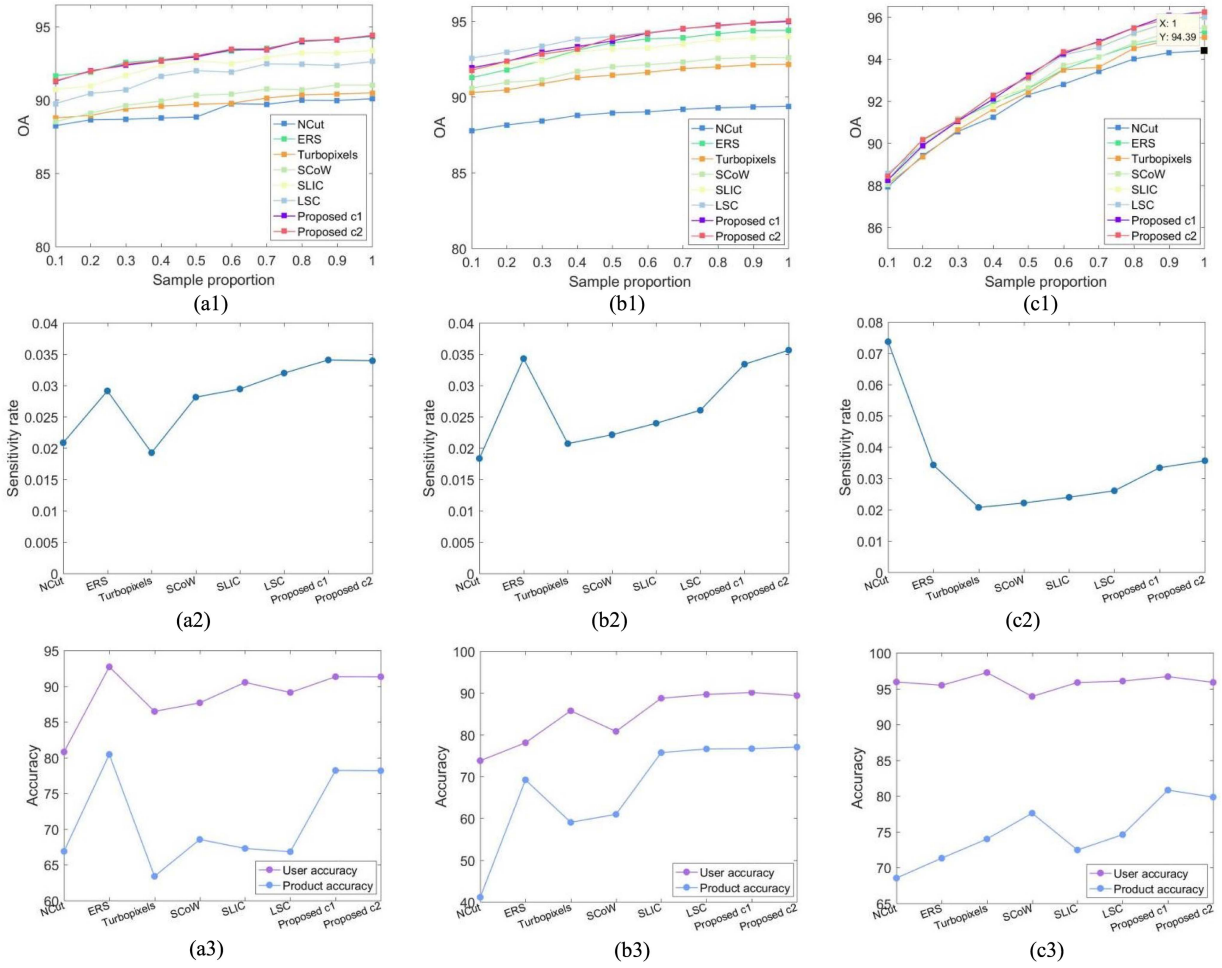 95
90
85
80
OA
0.1 0.2 0.3 0.4 0.5 0.6 0.7 0.8 0.9 1
Sample proportion
NCut
ERS
Turbopixels
SCoW
SLIC
LSC
Proposed c1
Proposed c2
(a1)
95
90
85
80
OA
0.1 0.2 0.3 0.4 0.5 0.6 0.7 0.8 0.9 1
Sample proportion
NCut
ERS
Turbopixels
SCoW
SLIC
LSC
Proposed c1
Proposed c2
(b1)
96
94
92
90
88
86
OA
X: 1
Y: 94.39
0.1 0.2 0.3 0.4 0.5 0.6 0.7 0.8 0.9 1
Sample proportion
NCut
ERS
Turbopixels
SCoW
SLIC
LSC
Proposed c1
Proposed c2
(c1)
0.04
0.035
0.03
0.025
0.02
0.015
0.01
0.005
0
Sensitivity rate
NCut ERS Turbopixels SCoW SLIC LSC Proposed c1 Proposed c2
(a2)
0.04
0.035
0.03
0.025
0.02
0.015
0.01
0.005
0
Sensitivity rate
NCut ERS Turbopixels SCoW SLIC LSC Proposed c1 Proposed c2
(b2)
0.08
0.07
0.06
0.05
0.04
0.03
0.02
0.01
0
Sensitivity rate
NCut ERS Turbopixels SCoW SLIC LSC Proposed c1 Proposed c2
(c2)
95
90
85
80
75
70
65
60
Accuracy
User accuracy
Product accuracy
NCut ERS Turbopixels SCoW SLIC LSC Proposed c1 Proposed c2
(a3)
100
90
80
70
60
50
40
Accuracy
User accuracy
Product accuracy
NCut ERS Turbopixels SCoW SLIC LSC Proposed c1 Proposed c2
(b3)
100
95
90
85
80
75
70
65
Accuracy
User accuracy
Product accuracy
NCut ERS Turbopixels SCoW SLIC LSC Proposed c1 Proposed c2
(c3)